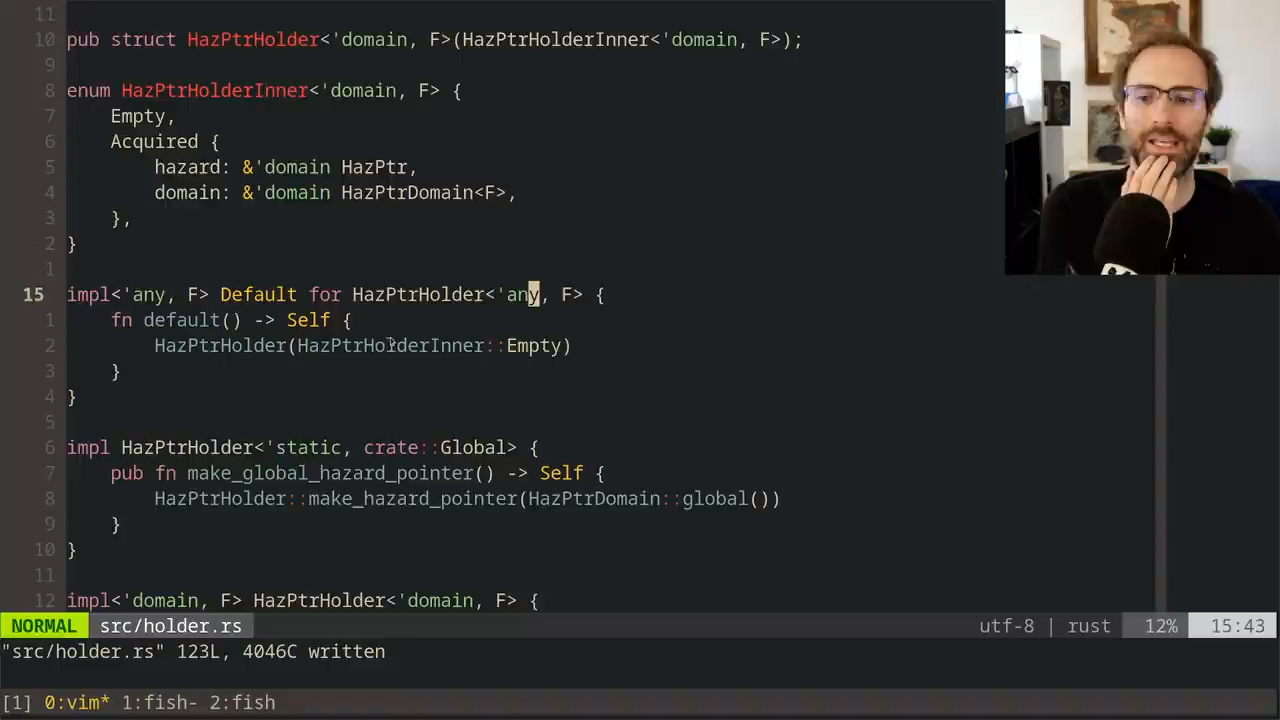 11
10 pub struct HazPtrHolder<'domain, F>(HazPtrHolderInner<'domain, F>);
9
8 enum HazPtrHolderInner<'domain, F> {
7     Empty,
6     Acquired {
5         hazard: &'domain HazPtr,
4         domain: &'domain HazPtrDomain<F>,
3     },
2 }
1
15 impl<'any, F> Default for HazPtrHolder<'any, F> {
1     fn default() -> Self {
2         HazPtrHolder(HazPtrHolderInner::Empty)
3     }
4 }
5
6 impl HazPtrHolder<'static, crate::Global> {
7     pub fn make_global_hazard_pointer() -> Self {
8         HazPtrHolder::make_hazard_pointer(HazPtrDomain::global())
9     }
10 }
11
12 impl<'domain, F> HazPtrHolder<'domain, F> {
NORMAL src/holder.rs utf-8 | rust 12% 15:43
"src/holder.rs" 123L, 4046C written
[1] 0:vim* 1:fish- 2:fish